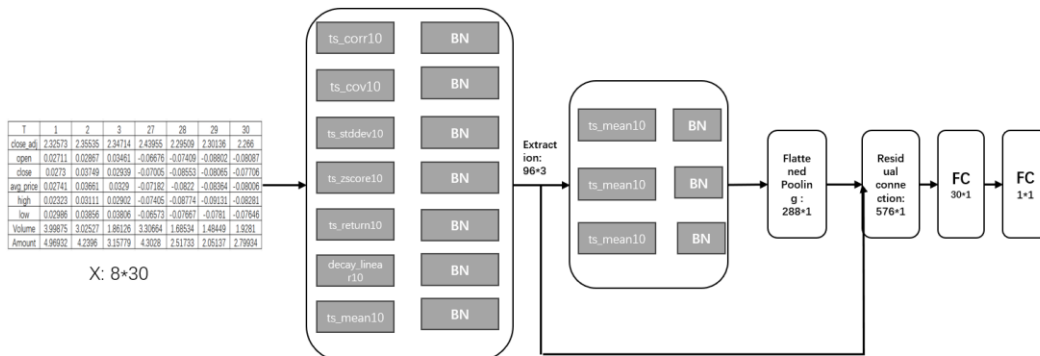 T 1 2 3 27 28 29 30
close_adj 2.32573 2.35535 2.34714 2.43955 2.29509 2.30136 2.266
open 0.02711 0.02867 0.03461 -0.06676 -0.07409 -0.08802 -0.08087
close 0.0273 0.03749 0.02939 -0.07005 -0.08553 -0.08065 -0.07706
avg_price 0.02741 0.03661 0.0329 -0.07182 -0.0822 -0.08364 -0.08006
high 0.02323 0.03111 0.02902 -0.07405 -0.08774 -0.09131 -0.08281
low 0.02986 0.03856 0.03806 -0.06573 -0.07667 -0.0781 -0.07646
Volume 3.99875 3.02527 1.86126 3.30664 1.68534 1.48449 1.9281
Amount 4.96932 4.2396 3.15779 4.3028 2.51733 2.05137 2.79934
X: 8*30
ts_corr10 BN
ts_cov10 BN
ts_stddev10 BN
ts_zscore10 BN
ts_return10 BN
decay_linea
r10
BN
ts_mean10 BN
Extract
ion:
96*3
ts_mean10 BN
ts_mean10 BN
ts_mean10 BN
Flatte
ned
Poolin
g :
288*1
Resid
ual
conne
ction:
576*1
FC
30*1
FC
1*1